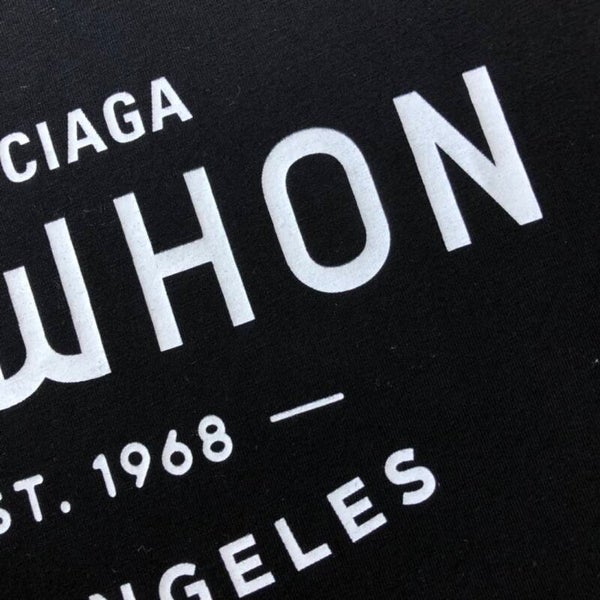 CIAGA
WHON
ST. 1968 —
NGELES